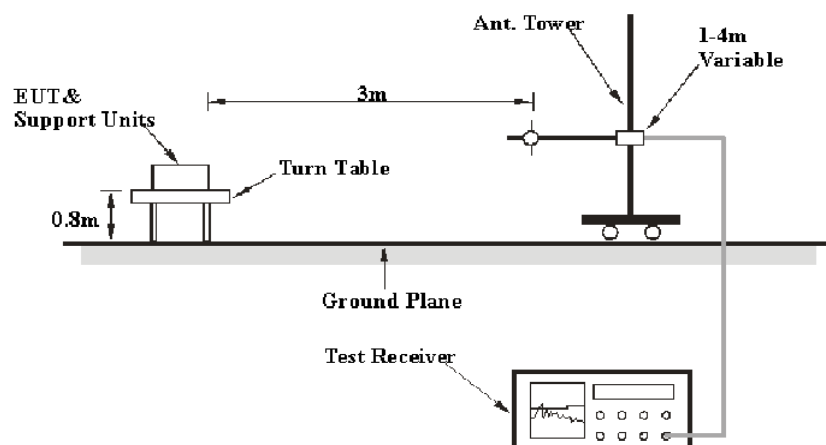 Ant. Tower
1-4m
Variable
3m
EUT&
Support Units
Turn Table
0.8m
Ground Plane
Test Receiver